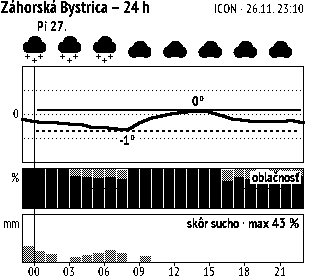 Záhorská Bystrica – 24 h
ICON · 26.11. 23:10
Pi 27.
0
0°
-1°
%
oblačnosť
mm
skôr sucho · max 43 %
00 03 06 09 12 15 18 21